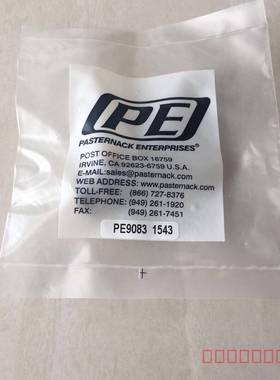 PE
PASTERNACK ENTERPRISES®
POST OFFICE BOX 16759
IRVINE, CA 92623-6759 U.S.A.
E-MAIL:sales@pasternack.com
WEB ADDRESS: www.pasternack.com
TOLL-FREE: (866) 727-8376
TELEPHONE: (949) 261-1920
FAX: (949) 261-7451
PE9083 1543